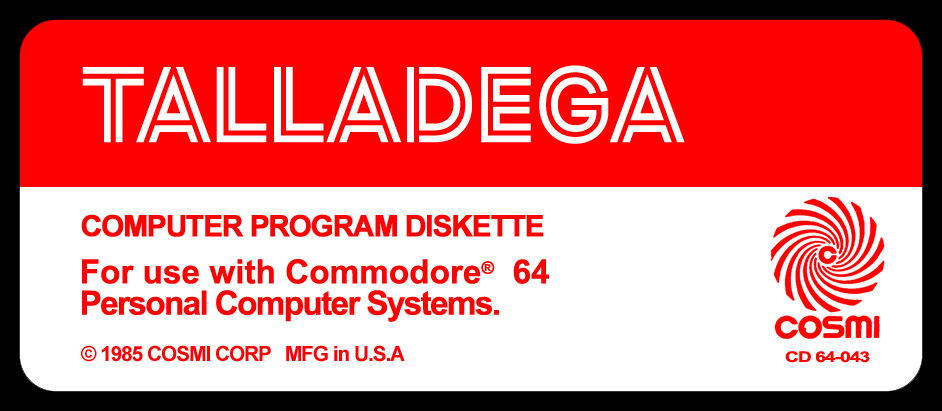 TALLADEGA
COMPUTER PROGRAM DISKETTE
For use with Commodore® 64
Personal Computer Systems.
© 1985 COSMI CORP MFG in U.S.A
C
COSMI
CD 64-043